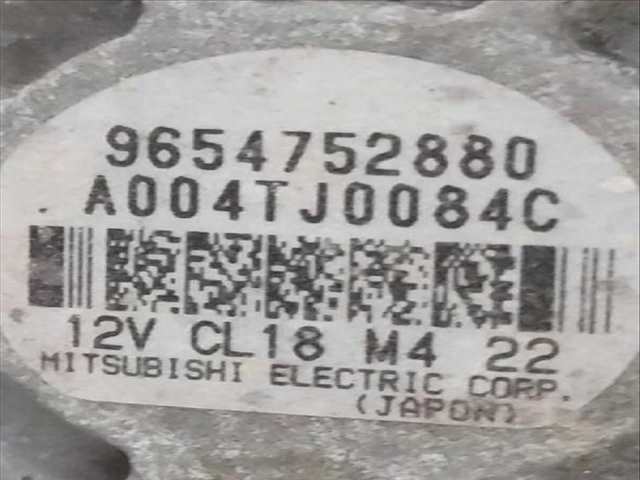 9654752880
A004TJ0084C
12V CL18 M4 22
MITSUBISHI ELECTRIC CORP.
(JAPON)